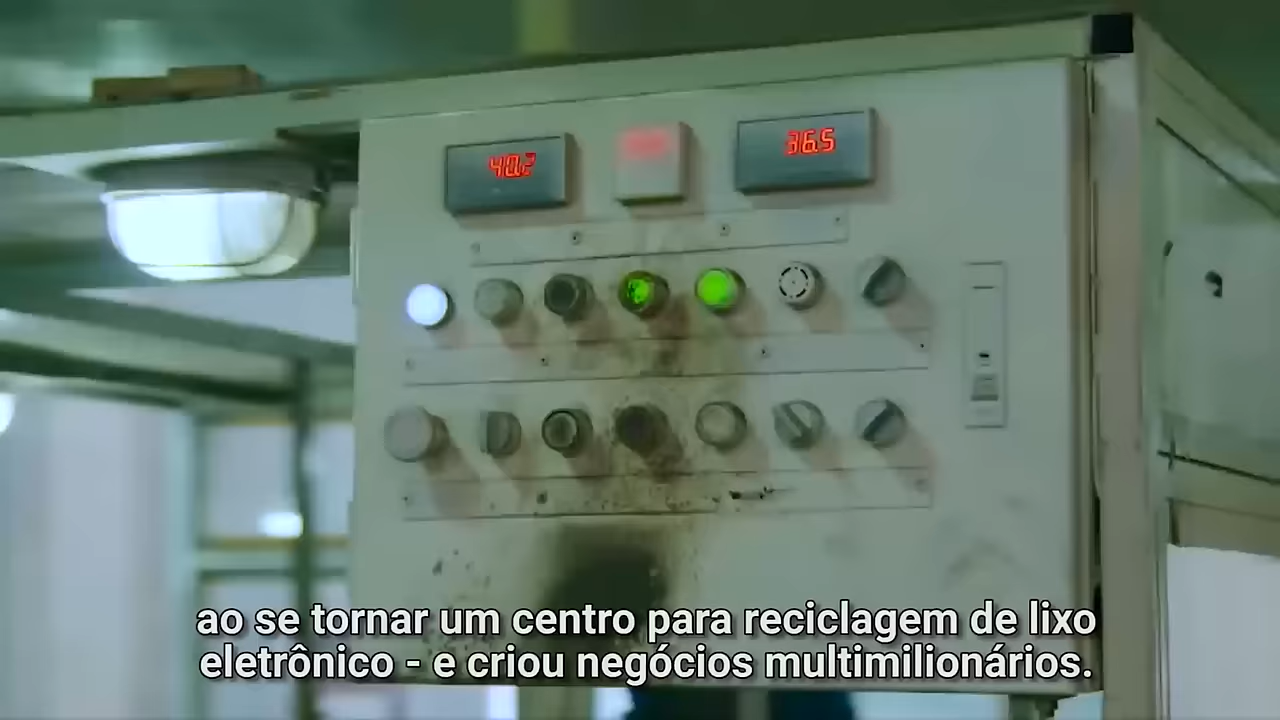 40.2
36.5
ao se tornar um centro para reciclagem de lixo
eletrônico - e criou negócios multimilionários.